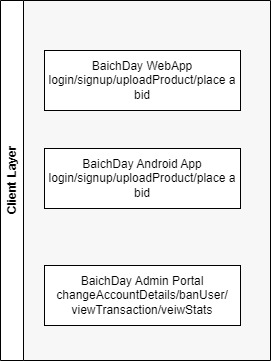 Client Layer
BaichDay WebApp
login/signup/uploadProduct/place a
bid
BaichDay Android App
login/signup/uploadProduct/place a
bid
BaichDay Admin Portal
changeAccountDetails/banUser/
viewTransaction/veiwStats